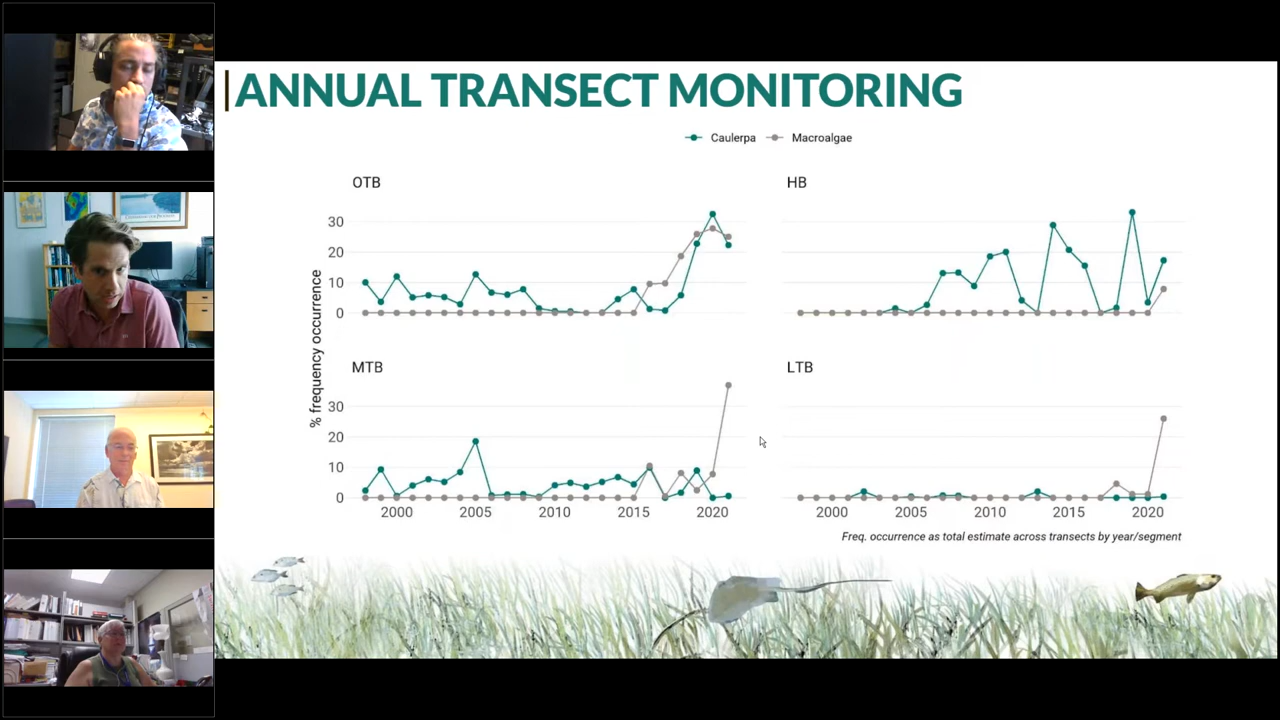 ANNUAL TRANSECT MONITORING
Caulerpa Macroalgae
OTB
HB
30
20
10
0
% frequency occurrence
MTB
LTB
30
20
10
0
2000 2005 2010 2015 2020
2000 2005 2010 2015 2020
Freq. occurrence as total estimate across transects by year/segment